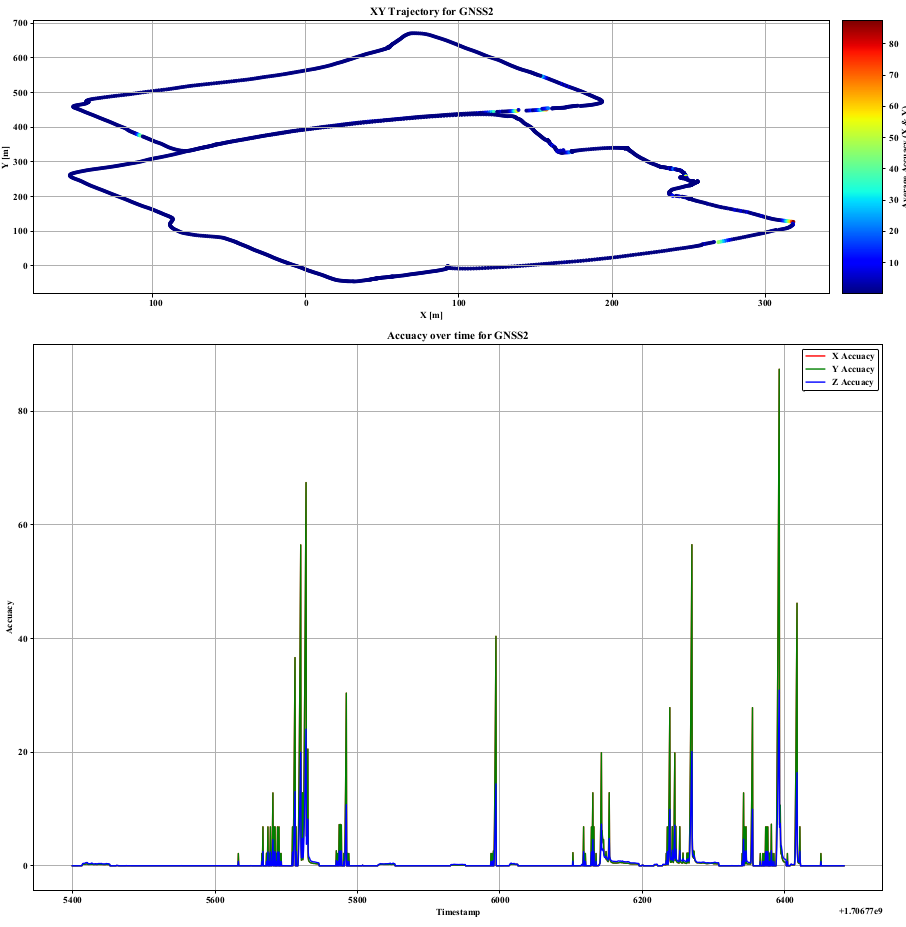 XY Trajectory for GNSS2
700
600
500
400
300
200
100
0
Y [m]
100
0
100
200
300
X [m]
80
70
60
50
40
30
20
10
Average Accuracy (X & Y)
Accuacy over time for GNSS2
X Accuacy
Y Accuacy
Z Accuacy
80
60
40
20
0
Accuacy
5400
5600
5800
6000
6200
6400
Timestamp
+1.70677e9